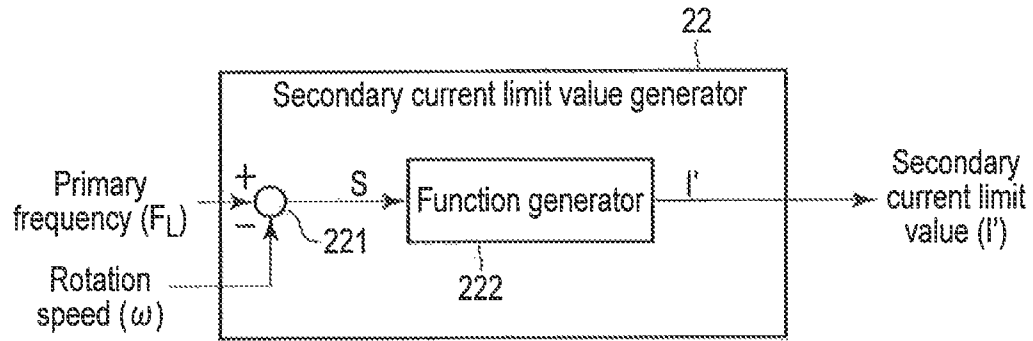 22
Secondary current limit value generator
Primary
frequency (FL)
+
−
221
S
Function generator
222
I'
Secondary
current limit
value (I')
Rotation
speed (ω)